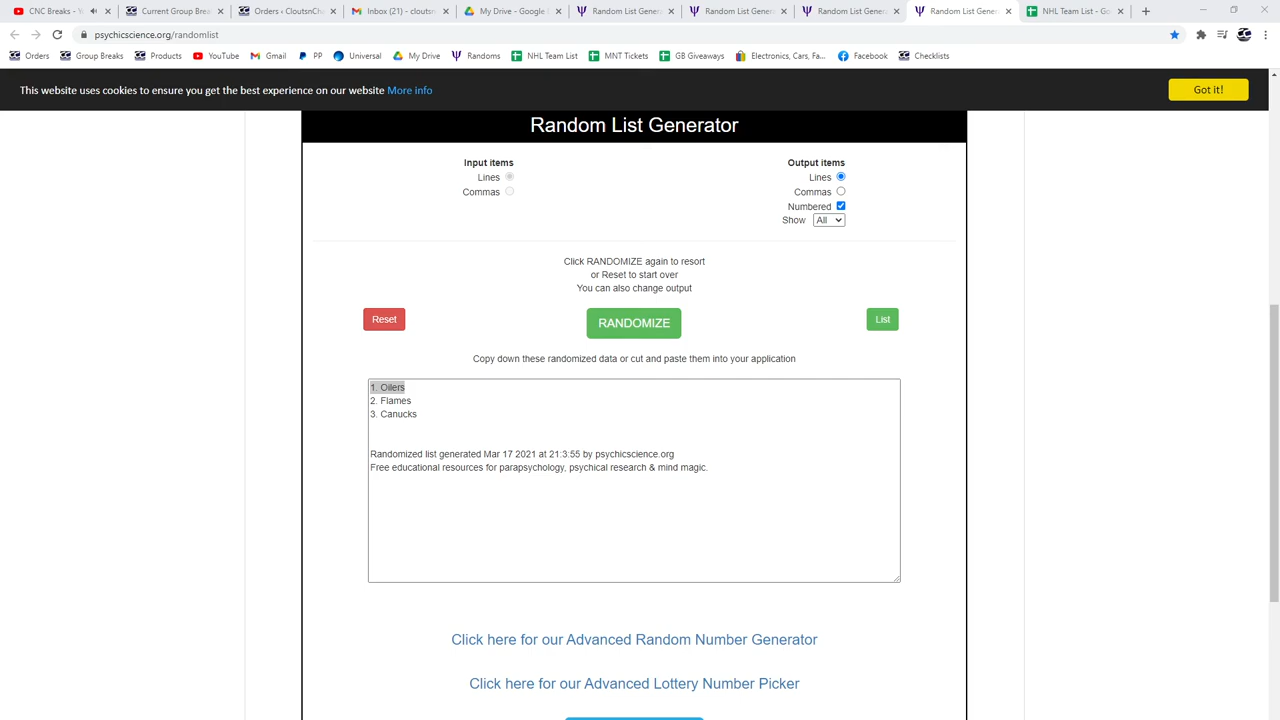 CNC Breaks - Y
Current Group Brea
Orders ‹ CloutsnCh
Inbox (21) - cloutsn
My Drive - Google
Random List Gener
Random List Gener
Random List Gener
Random List Gener
NHL Team List - Go
psychicscience.org/randomlist
Orders
Group Breaks
Products
YouTube
Gmail
PP
Universal
My Drive
Randoms
NHL Team List
MNT Tickets
GB Giveaways
Electronics, Cars, Fa...
Facebook
Checklists
This website uses cookies to ensure you get the best experience on our website More info
Got it!
Random List Generator
Input items
Lines
Commas
Output items
Lines
Commas
Numbered
Show All
Click RANDOMIZE again to resort
or Reset to start over
You can also change output
Reset
RANDOMIZE
List
Copy down these randomized data or cut and paste them into your application
1. Oilers
2. Flames
3. Canucks
Randomized list generated Mar 17 2021 at 21:3:55 by psychicscience.org
Free educational resources for parapsychology, psychical research & mind magic.
Click here for our Advanced Random Number Generator
Click here for our Advanced Lottery Number Picker